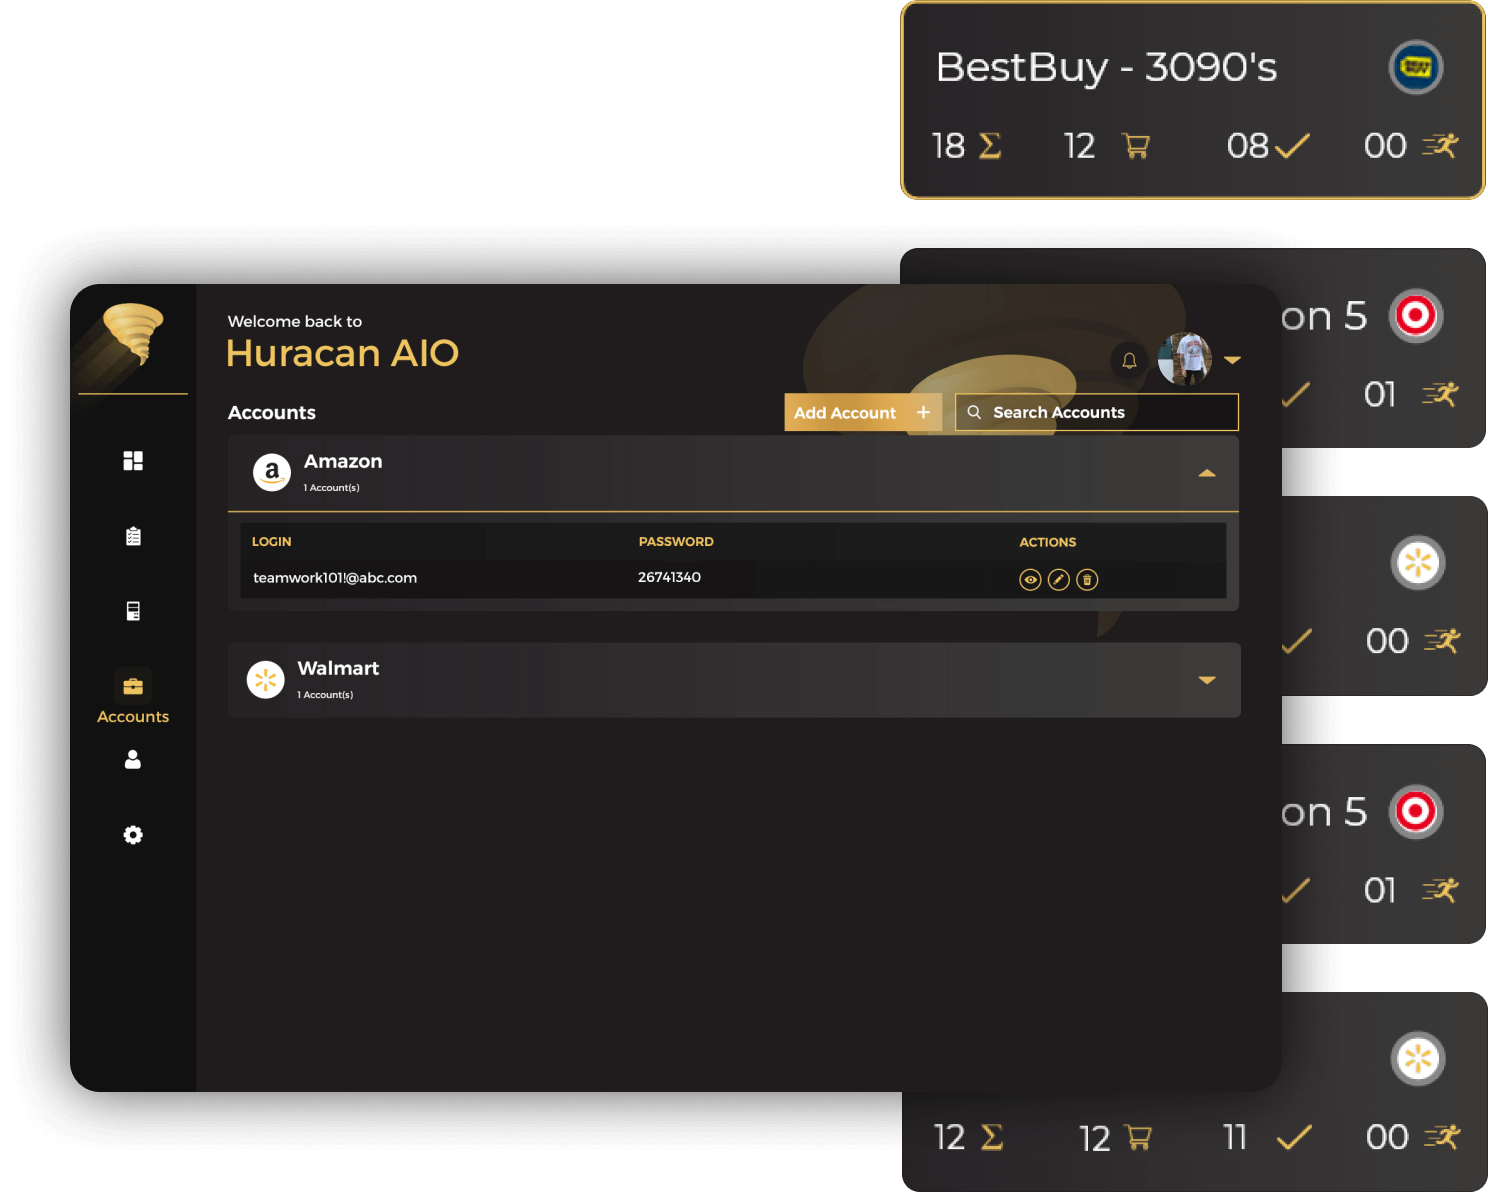 BestBuy - 3090's
BEST BUY
18 12 08 00
on 5
01
00
on 5
01
12 12 11 00
Welcome back to
Huracan AIO
Accounts
Add Account +
Search Accounts
a
Amazon
1 Account(s)
LOGIN PASSWORD ACTIONS
teamwork101!@abc.com 26741340
Walmart
1 Account(s)
Accounts